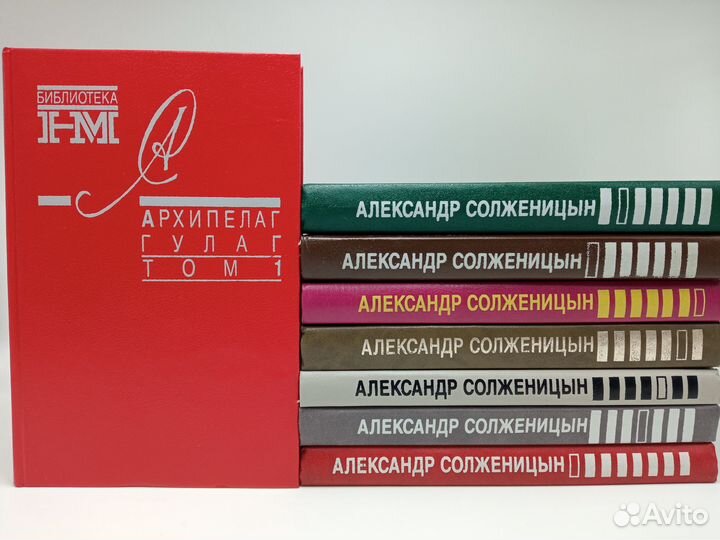 БИБЛИОТЕКА
НМ
А
АРХИПЕЛАГ
ГУЛАГ
ТОМ 1
АЛЕКСАНДР СОЛЖЕНИЦЫН
АЛЕКСАНДР СОЛЖЕНИЦЫН
АЛЕКСАНДР СОЛЖЕНИЦЫН
АЛЕКСАНДР СОЛЖЕНИЦЫН
АЛЕКСАНДР СОЛЖЕНИЦЫН
АЛЕКСАНДР СОЛЖЕНИЦЫН
АЛЕКСАНДР СОЛЖЕНИЦЫН
Avito